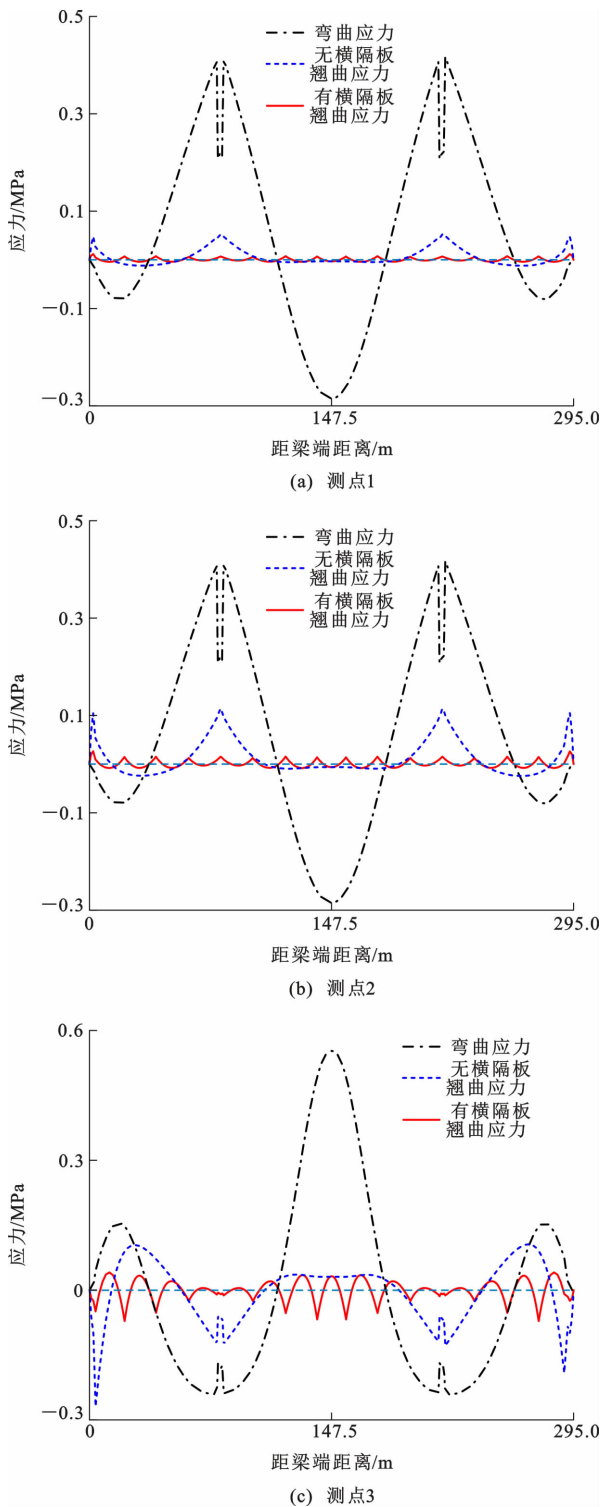 0.5
0.3
0.1
－0.1
－0.3
应力/MPa
弯曲应力
无横隔板
翘曲应力
有横隔板
翘曲应力
0
147.5
295.0
距梁端距离/m
(a) 测点1
0.5
0.3
0.1
－0.1
－0.3
应力/MPa
弯曲应力
无横隔板
翘曲应力
有横隔板
翘曲应力
0
147.5
295.0
距梁端距离/m
(b) 测点2
0.6
0.3
0
－0.3
应力/MPa
弯曲应力
无横隔板
翘曲应力
有横隔板
翘曲应力
0
147.5
295.0
距梁端距离/m
(c) 测点3